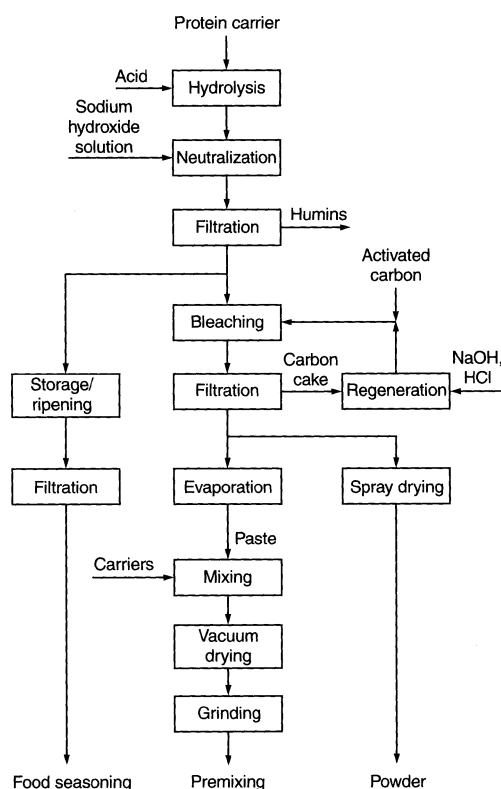 Protein carrier
Acid
Hydrolysis
Sodium
hydroxide
solution
Neutralization
Filtration
Humins
Activated
carbon
Bleaching
Storage/
ripening
Filtration
Carbon
cake
Regeneration
NaOH,
HCl
Filtration
Evaporation
Spray drying
Paste
Carriers
Mixing
Vacuum
drying
Grinding
Food seasoning
Premixing
Powder